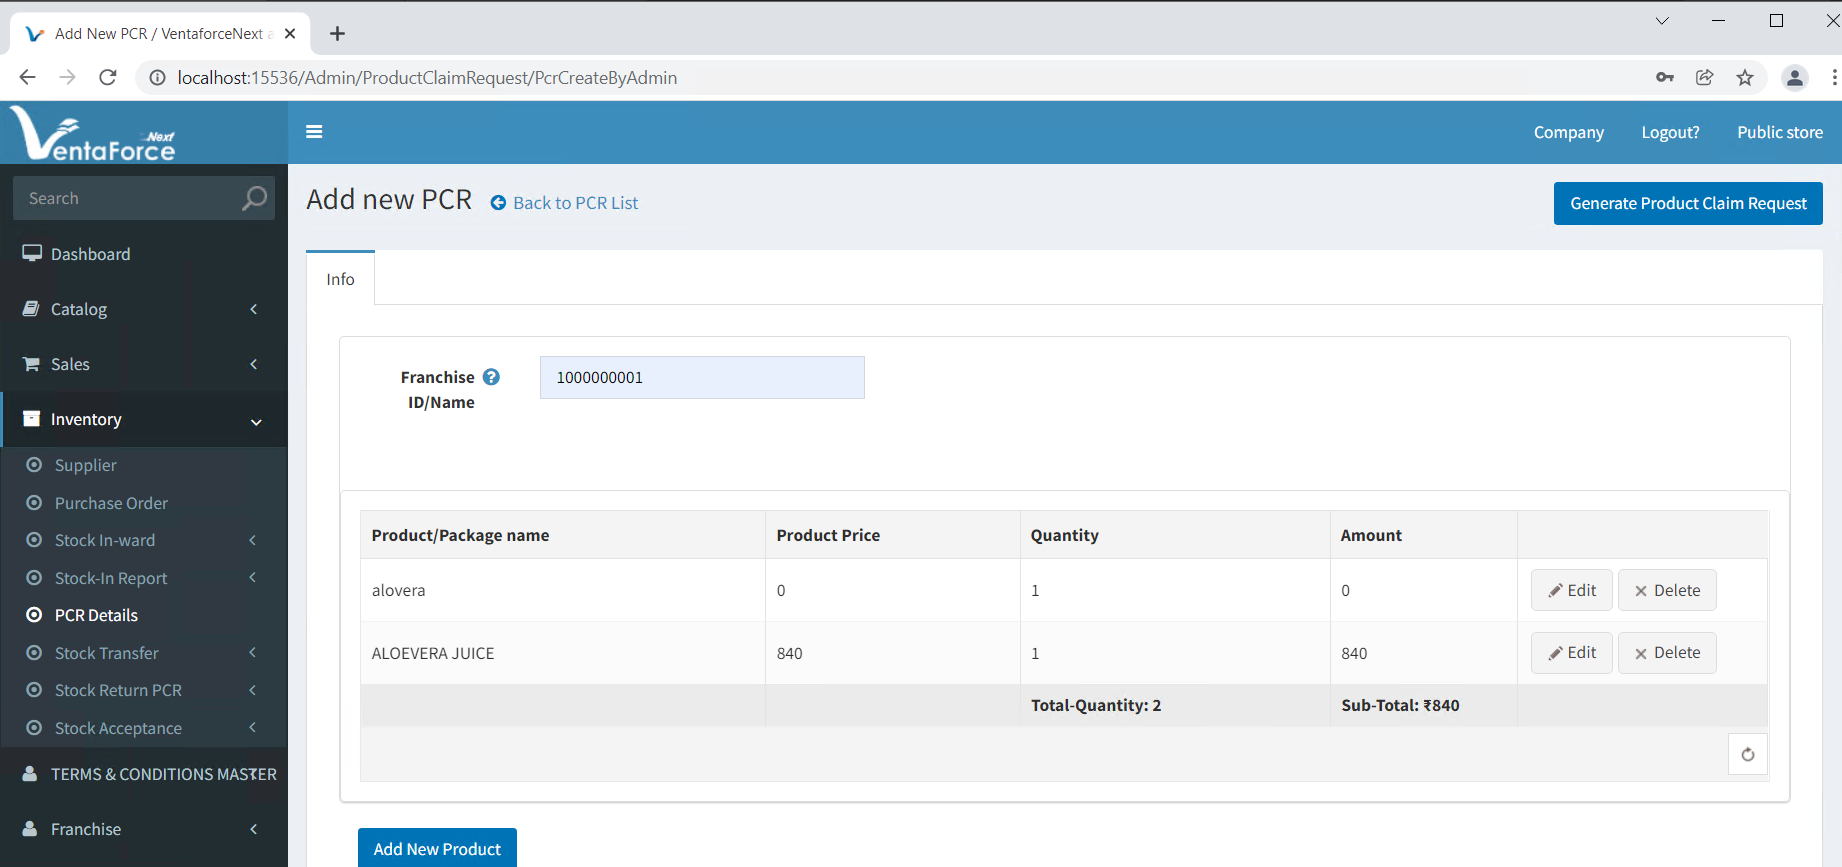 Add New PCR / VentaforceNext a
localhost:15536/Admin/ProductClaimRequest/PcrCreateByAdmin
VentaForce Next
Company Logout? Public store
Search
Dashboard
Catalog
Sales
Inventory
Supplier
Purchase Order
Stock In-ward
Stock-In Report
PCR Details
Stock Transfer
Stock Return PCR
Stock Acceptance
TERMS & CONDITIONS MASTER
Franchise
Add new PCR Back to PCR List
Generate Product Claim Request
Info
Franchise
ID/Name
1000000001
Product/Package name Product Price Quantity Amount
alovera 0 1 0 Edit Delete
ALOEVERA JUICE 840 1 840 Edit Delete
Total-Quantity: 2 Sub-Total: ₹840
Add New Product